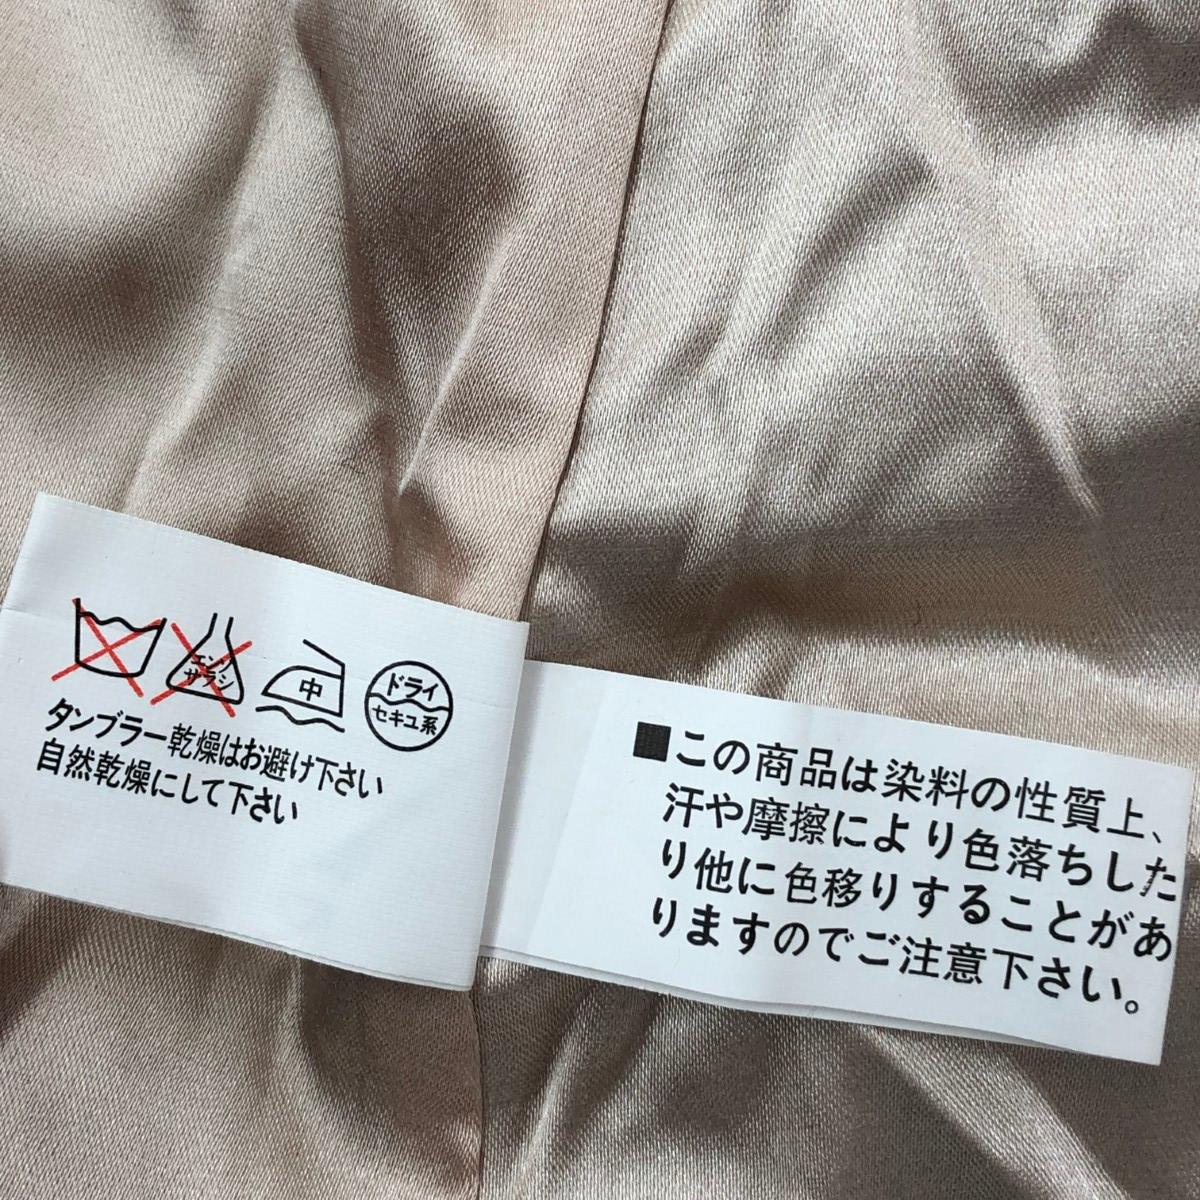 エンソ
サラシ
中
ドライ
セキユ系
タンブラー乾燥はお避け下さい
自然乾燥にして下さい
■この商品は染料の性質上、
汗や摩擦により色落ちした
り他に色移りすることがあ
りますのでご注意下さい。